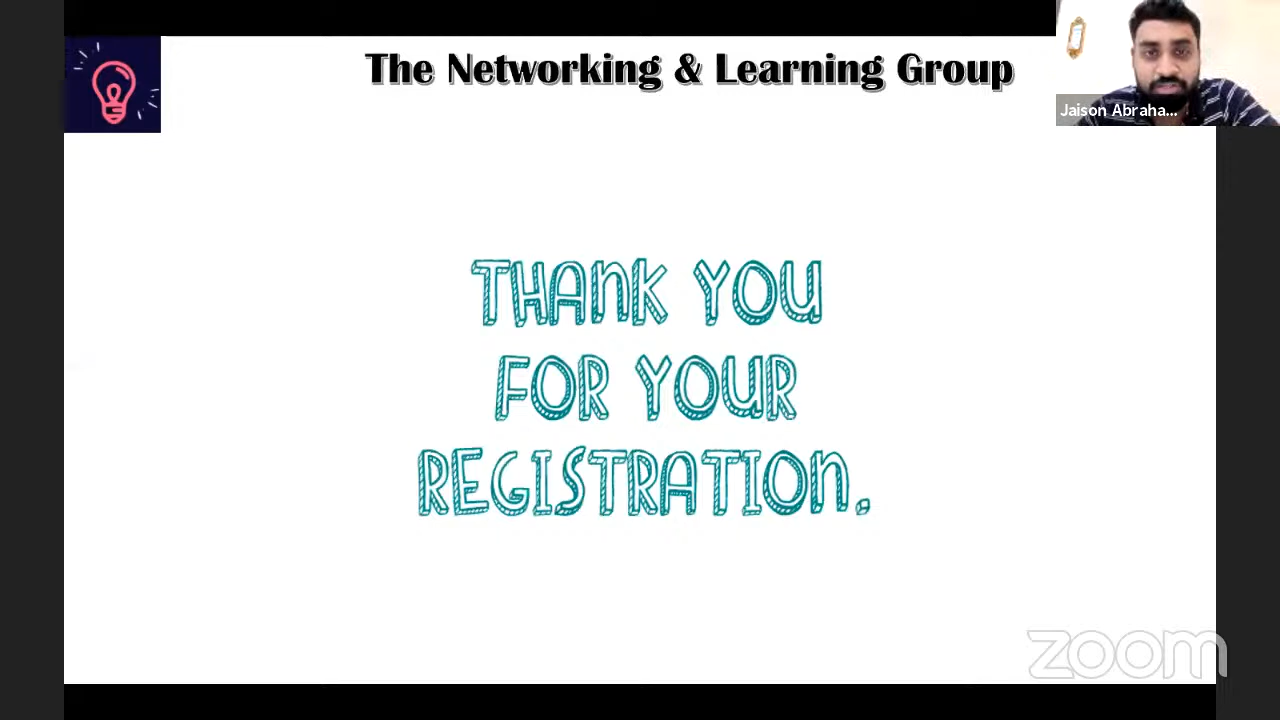 The Networking & Learning Group
Jaison Abraha...
THANK YOU
FOR YOUR
REGISTRATION.
zoom